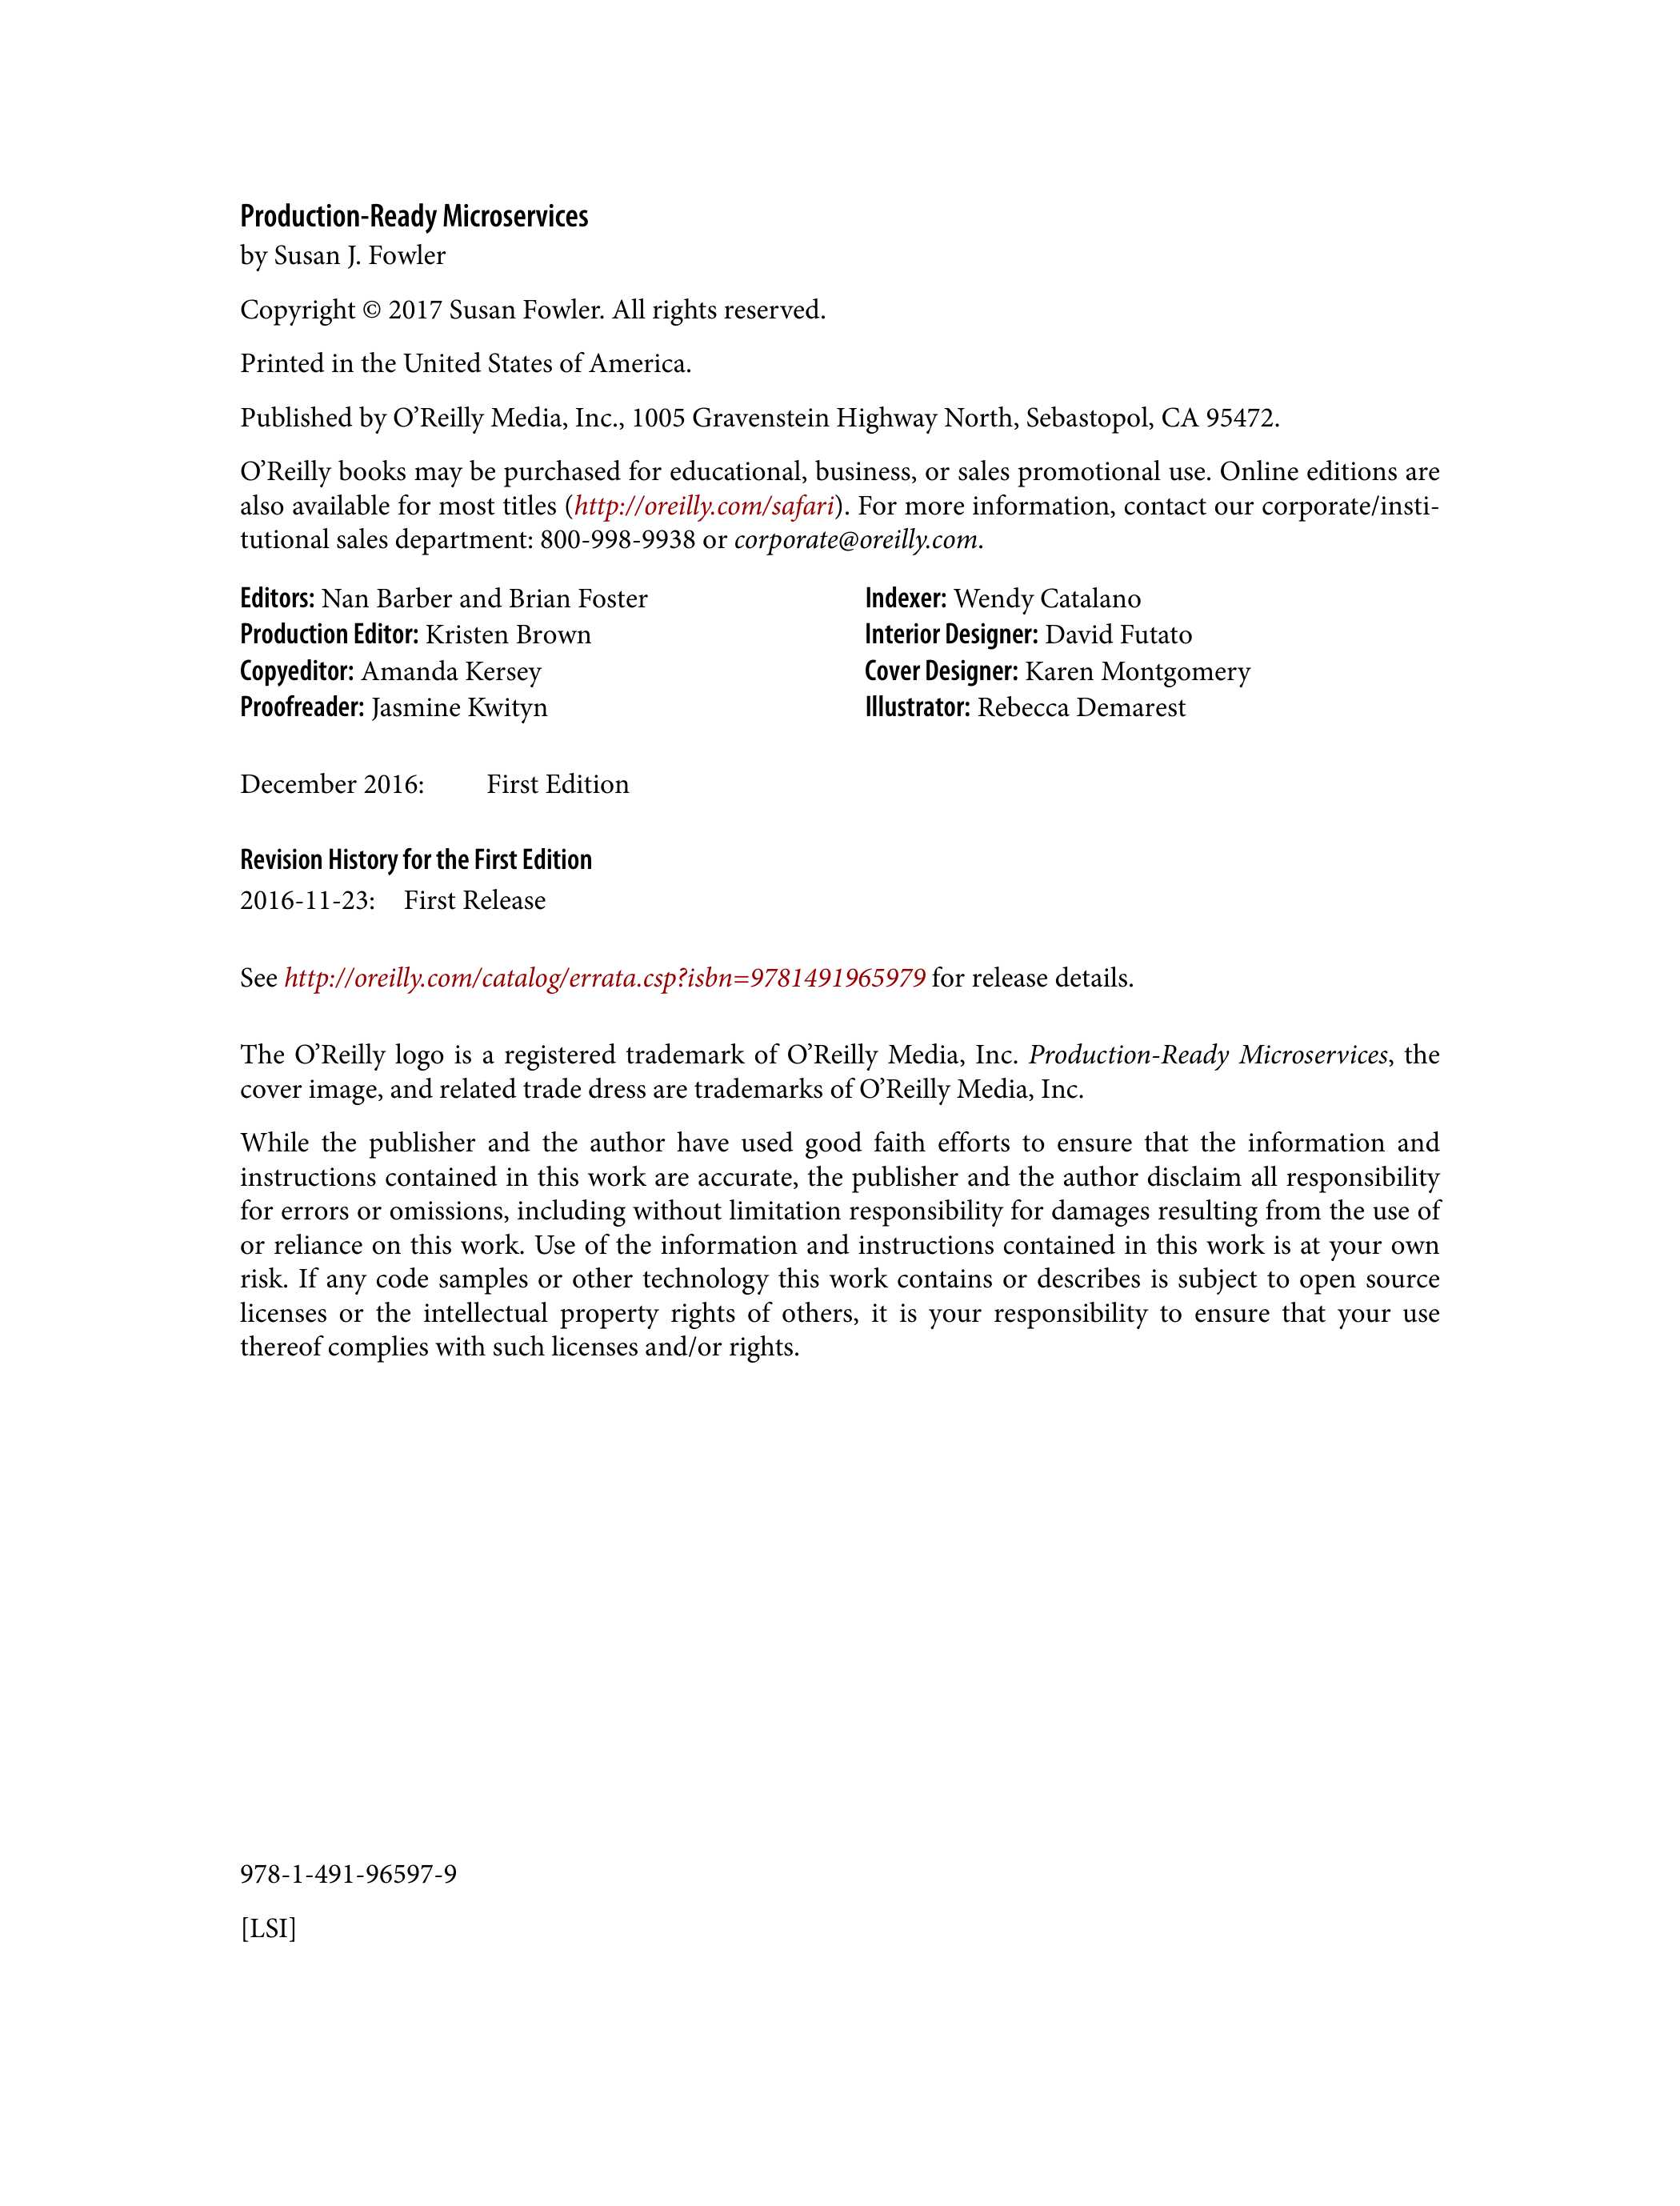 Production-Ready Microservices
by Susan J. Fowler
Copyright © 2017 Susan Fowler. All rights reserved.
Printed in the United States of America.
Published by O’Reilly Media, Inc., 1005 Gravenstein Highway North, Sebastopol, CA 95472.
O’Reilly books may be purchased for educational, business, or sales promotional use. Online editions are
also available for most titles (http://oreilly.com/safari). For more information, contact our corporate/insti-
tutional sales department: 800-998-9938 or corporate@oreilly.com.
Editors: Nan Barber and Brian Foster
Production Editor: Kristen Brown
Copyeditor: Amanda Kersey
Proofreader: Jasmine Kwityn
Indexer: Wendy Catalano
Interior Designer: David Futato
Cover Designer: Karen Montgomery
Illustrator: Rebecca Demarest
December 2016: First Edition
Revision History for the First Edition
2016-11-23: First Release
See http://oreilly.com/catalog/errata.csp?isbn=9781491965979 for release details.
The O’Reilly logo is a registered trademark of O’Reilly Media, Inc. Production-Ready Microservices, the
cover image, and related trade dress are trademarks of O’Reilly Media, Inc.
While the publisher and the author have used good faith efforts to ensure that the information and
instructions contained in this work are accurate, the publisher and the author disclaim all responsibility
for errors or omissions, including without limitation responsibility for damages resulting from the use of
or reliance on this work. Use of the information and instructions contained in this work is at your own
risk. If any code samples or other technology this work contains or describes is subject to open source
licenses or the intellectual property rights of others, it is your responsibility to ensure that your use
thereof complies with such licenses and/or rights.
978-1-491-96597-9
[LSI]